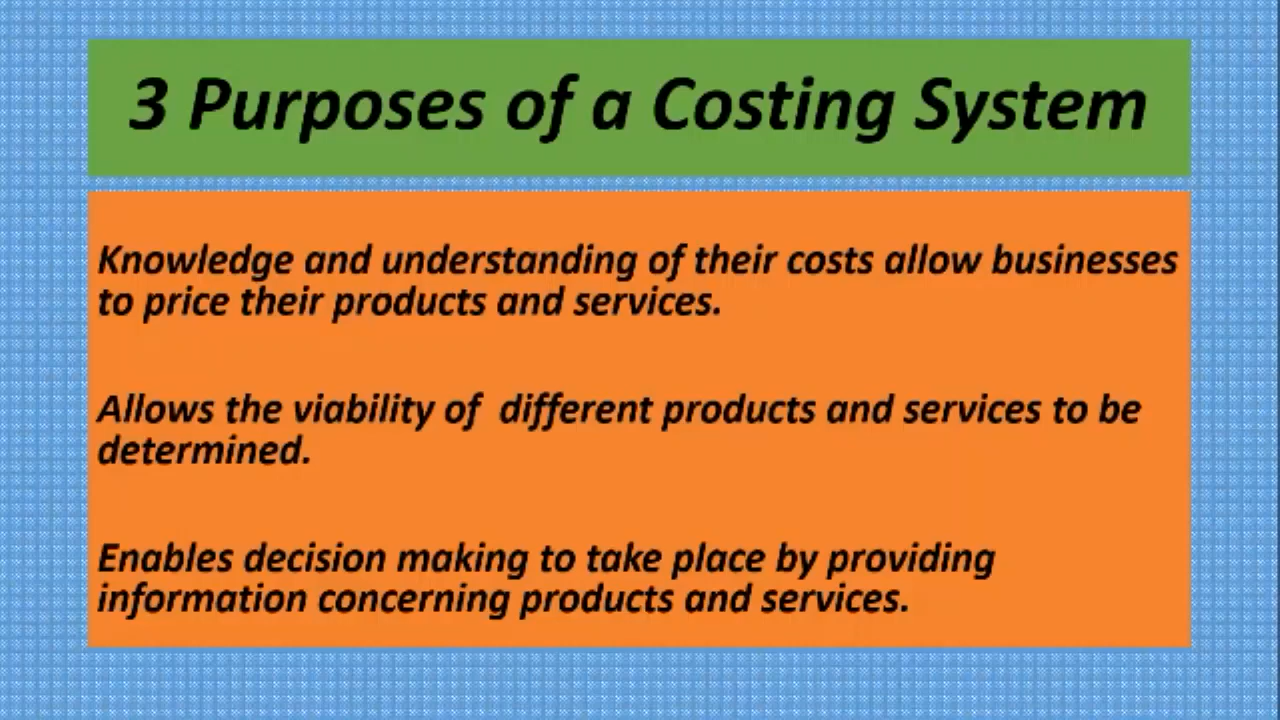 3 Purposes of a Costing System
Knowledge and understanding of their costs allow businesses
to price their products and services.
Allows the viability of  different products and services to be
determined.
Enables decision making to take place by providing
information concerning products and services.